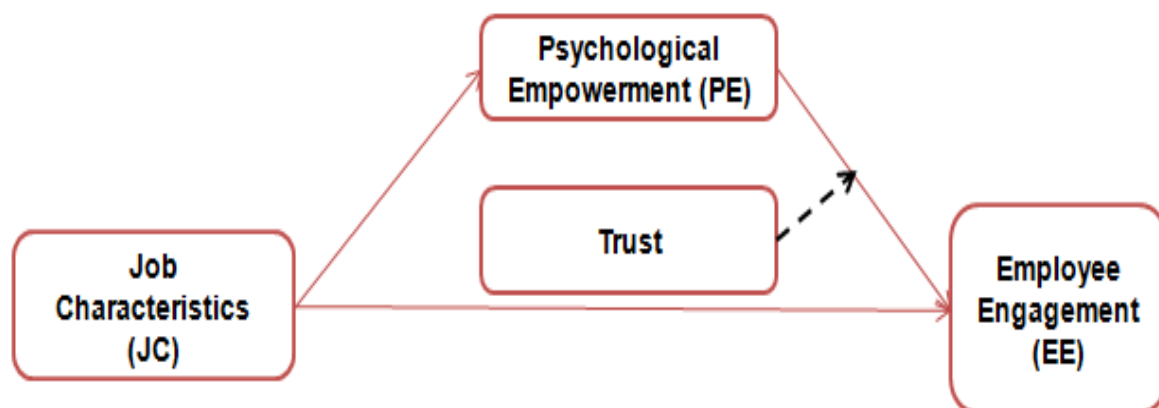 Psychological
Empowerment (PE)
Trust
Job
Characteristics
(JC)
Employee
Engagement
(EE)